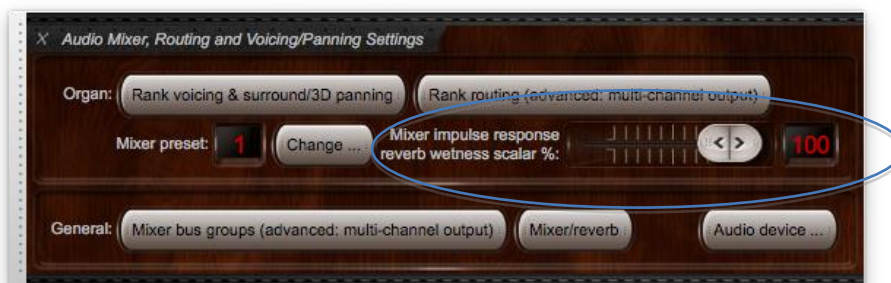 X Audio Mixer, Routing and Voicing/Panning Settings
Organ: Rank voicing & surround/3D panning Rank routing (advanced: multi-channel output)
Mixer preset: 1 Change ... Mixer impulse response
reverb wetness scalar %: < > 100
General: Mixer bus groups (advanced: multi-channel output) Mixer/reverb Audio device ...